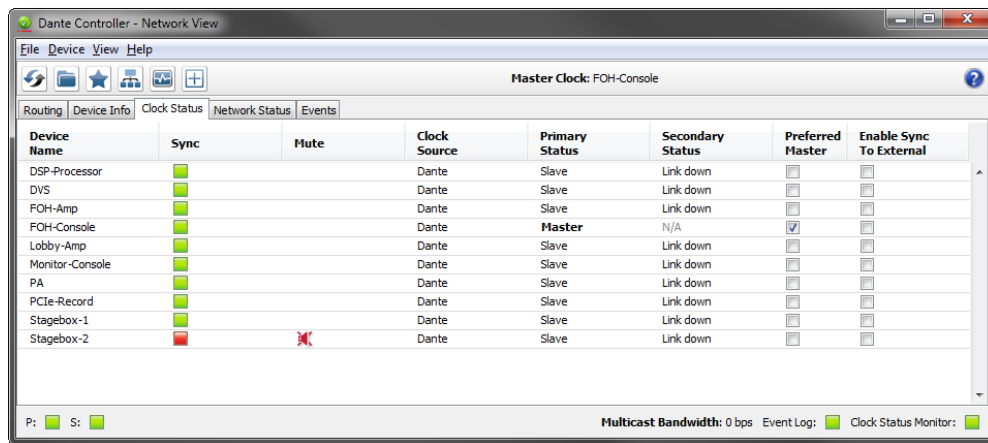 Dante Controller - Network View
File Device View Help
Master Clock: FOH-Console
Routing Device Info Clock Status Network Status Events
Device Name Sync Mute Clock Source Primary Status Secondary Status Preferred Master Enable Sync To External
DSP-Processor Dante Slave Link down
DVS Dante Slave Link down
FOH-Amp Dante Slave Link down
FOH-Console Dante Master N/A
Lobby-Amp Dante Slave Link down
Monitor-Console Dante Slave Link down
PA Dante Slave Link down
PCIe-Record Dante Slave Link down
Stagebox-1 Dante Slave Link down
Stagebox-2 Dante Slave Link down
P: S: Multicast Bandwidth: 0 bps Event Log: Clock Status Monitor: